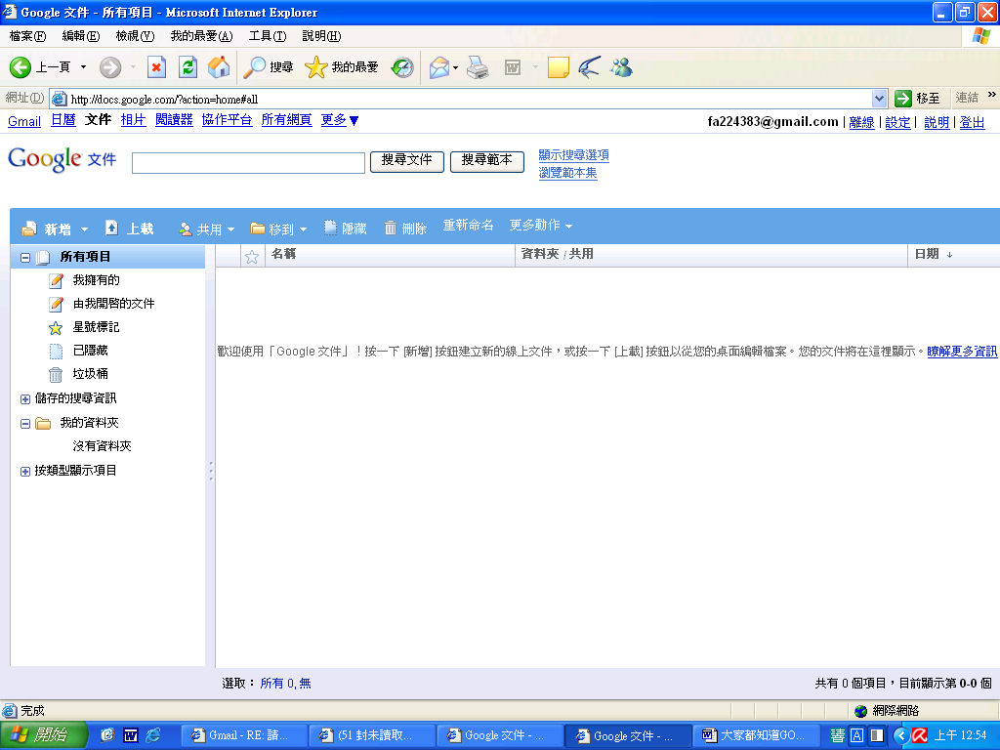 Google 文件 - 所有項目 - Microsoft Internet Explorer
檔案(F) 編輯(E) 檢視(V) 我的最愛(A) 工具(T) 說明(H)
上一頁 搜尋 我的最愛
網址(D) http://docs.google.com/?action=home#all 移至 連結 »
Gmail 日曆 文件 相片 閱讀器 協作平台 所有網頁 更多▼ fa224383@gmail.com | 離線 | 設定 | 說明 | 登出
Google 文件 搜尋文件 搜尋範本 顯示搜尋選項
瀏覽範本集
新增 上載 共用 移到 隱藏 刪除 重新命名 更多動作
所有項目 名稱 資料夾 / 共用 日期 ↓
我擁有的
由我開啓的文件
星號標記
已隱藏
歡迎使用「Google 文件」！按一下 [新增] 按鈕建立新的線上文件，或按一下 [上載] 按鈕以從您的桌面編輯檔案。您的文件將在這裡顯示。瞭解更多資訊
垃圾桶
儲存的搜尋資訊
我的資料夾
沒有資料夾
按類型顯示項目
選取： 所有 0, 無 共有 0 個項目，目前顯示第 0-0 個
完成 網際網路
開始 Gmail - RE: 請... (51 封未讀取... Google 文件 - ... Google 文件 - ... 大家都知道GO... 上午 12:54